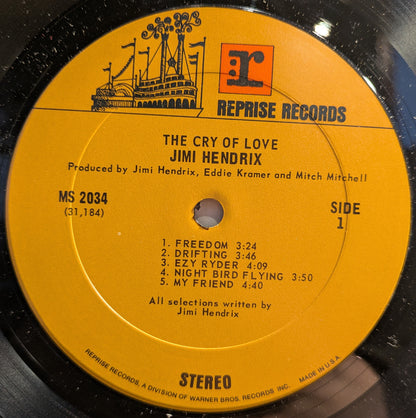 r
REPRISE RECORDS
THE CRY OF LOVE
JIMI HENDRIX
Produced by Jimi Hendrix, Eddie Kramer and Mitch Mitchell
MS 2034
(31,184)
SIDE
1
1. FREEDOM 3:24
2. DRIFTING 3:46
3. EZY RYDER 4:09
4. NIGHT BIRD FLYING 3:50
5. MY FRIEND 4:40
All selections written by
Jimi Hendrix
STEREO
REPRISE RECORDS, A DIVISION OF WARNER BROS. RECORDS INC. MADE IN U.S.A.